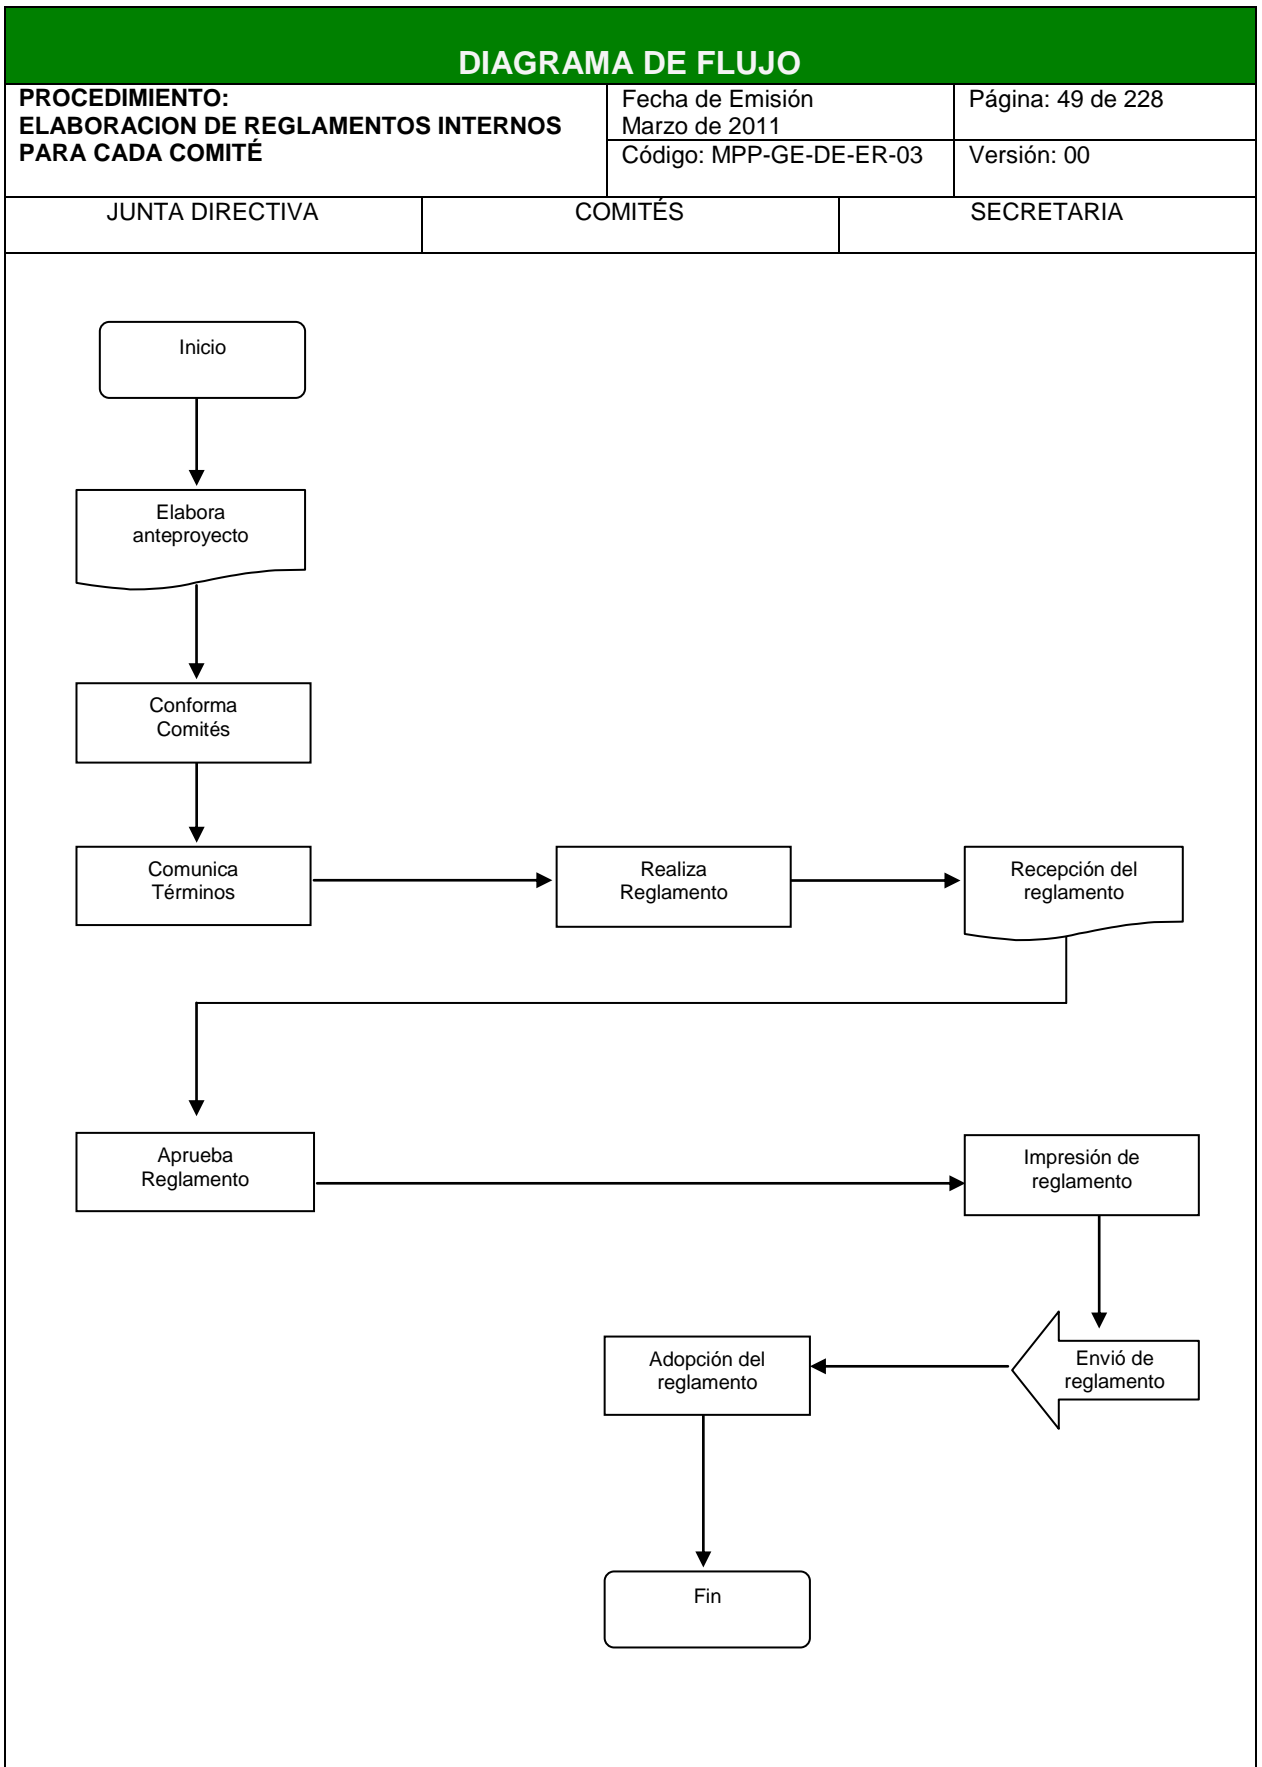 DIAGRAMA DE FLUJO
PROCEDIMIENTO:
ELABORACION DE REGLAMENTOS INTERNOS
PARA CADA COMITÉ
Fecha de Emisión
Marzo de 2011
Página: 49 de 228
Código: MPP-GE-DE-ER-03
Versión: 00
JUNTA DIRECTIVA
COMITÉS
SECRETARIA
Inicio
Elabora
anteproyecto
Conforma
Comités
Comunica
Términos
Realiza
Reglamento
Recepción del
reglamento
Aprueba
Reglamento
Impresión de
reglamento
Envió de
reglamento
Adopción del
reglamento
Fin